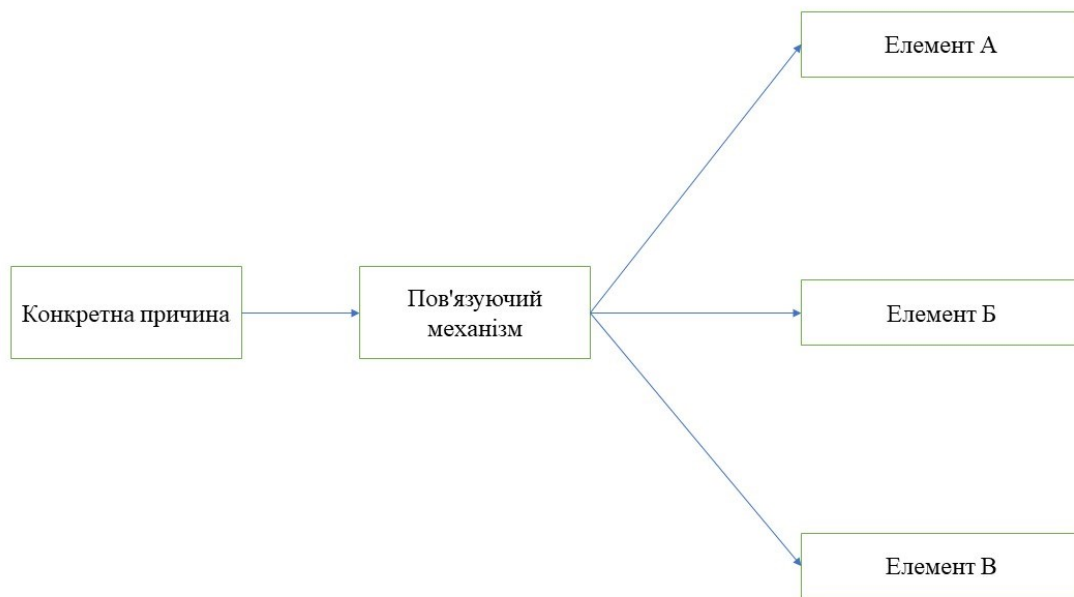 Елемент А
Конкретна причина
Пов'язуючий
механізм
Елемент Б
Елемент В